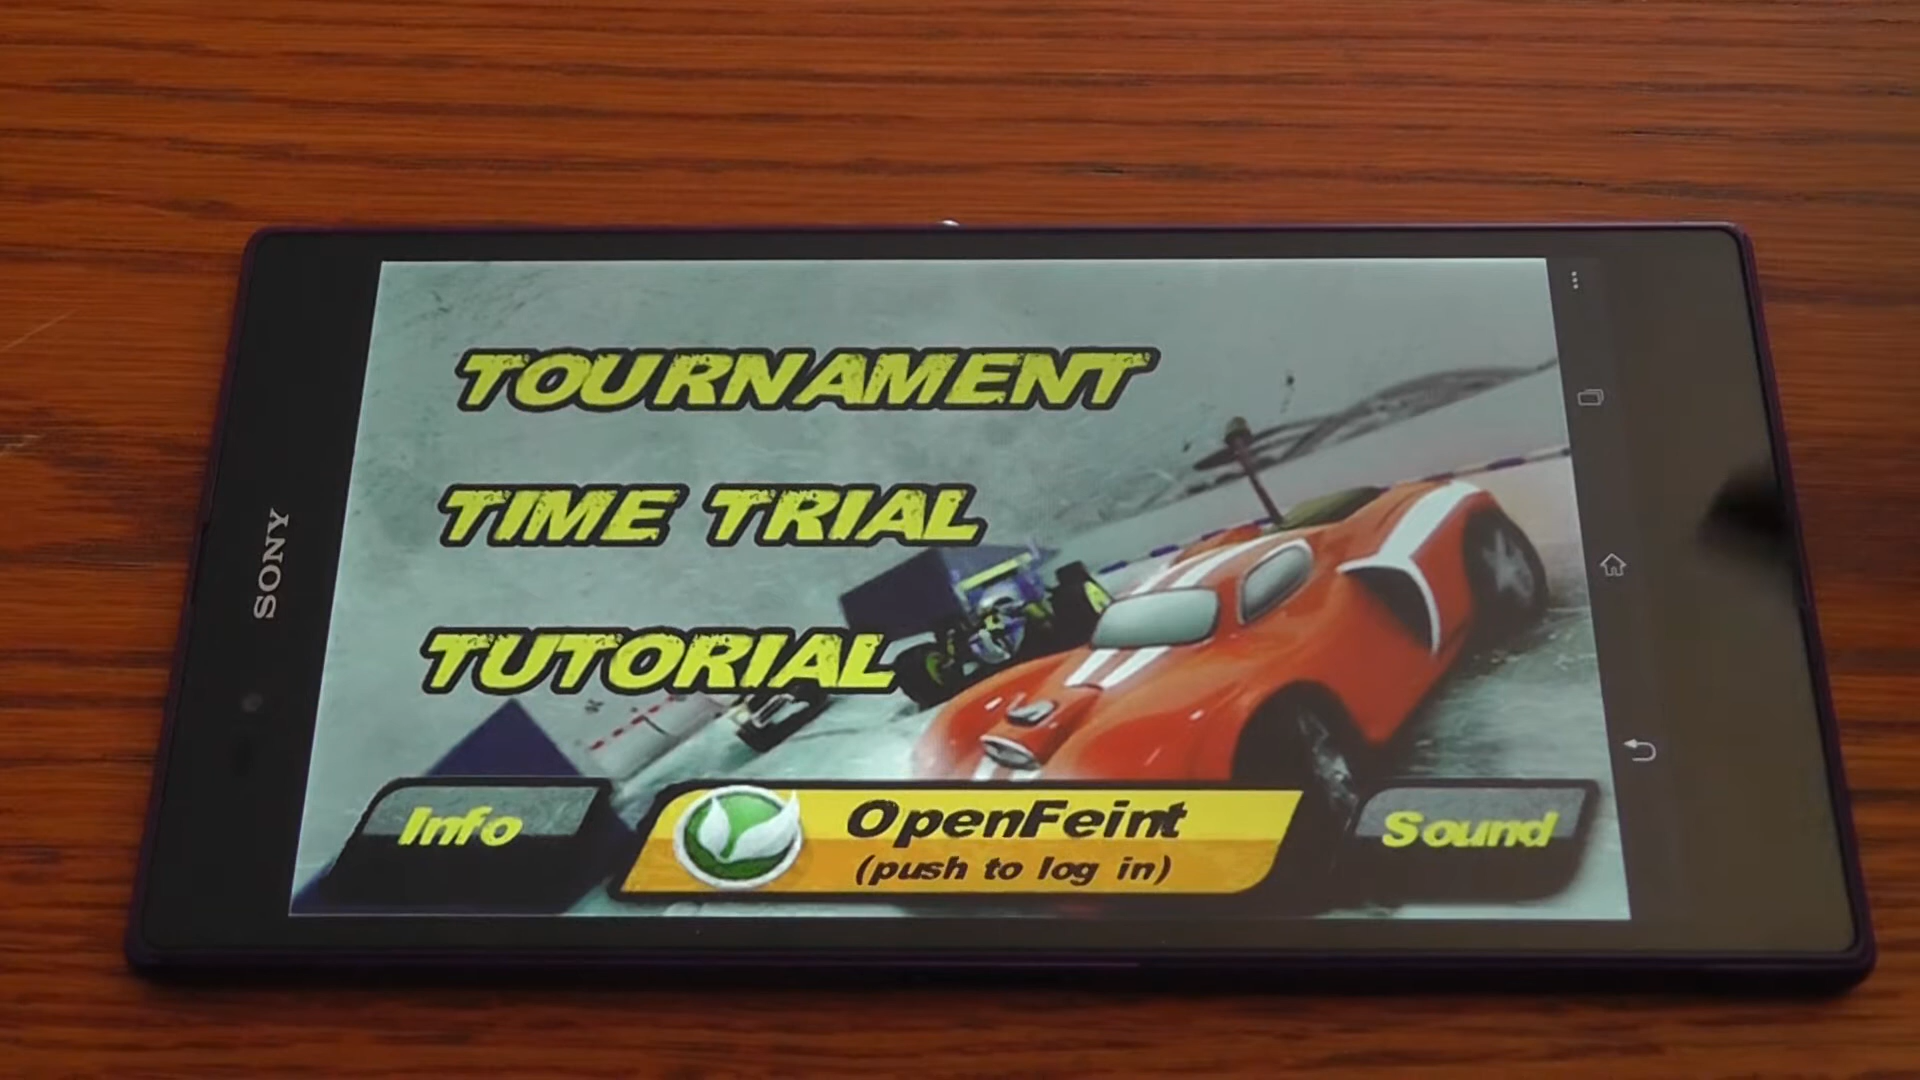 SONY
TOURNAMENT
TIME TRIAL
TUTORIAL
Info
OpenFeint
(push to log in)
Sound